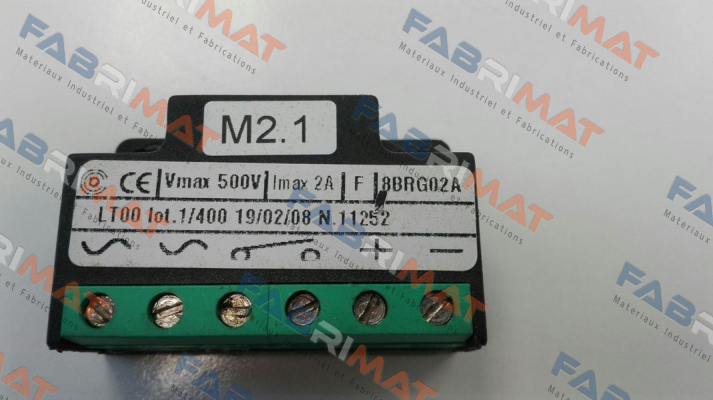 M2.1
CE Vmax 500V Imax 2A F 8BRG02A
LT00 lot.1/400 19/02/08 N.11252
+ −
FABRIMAT
Matériaux Industriel et Fabrications